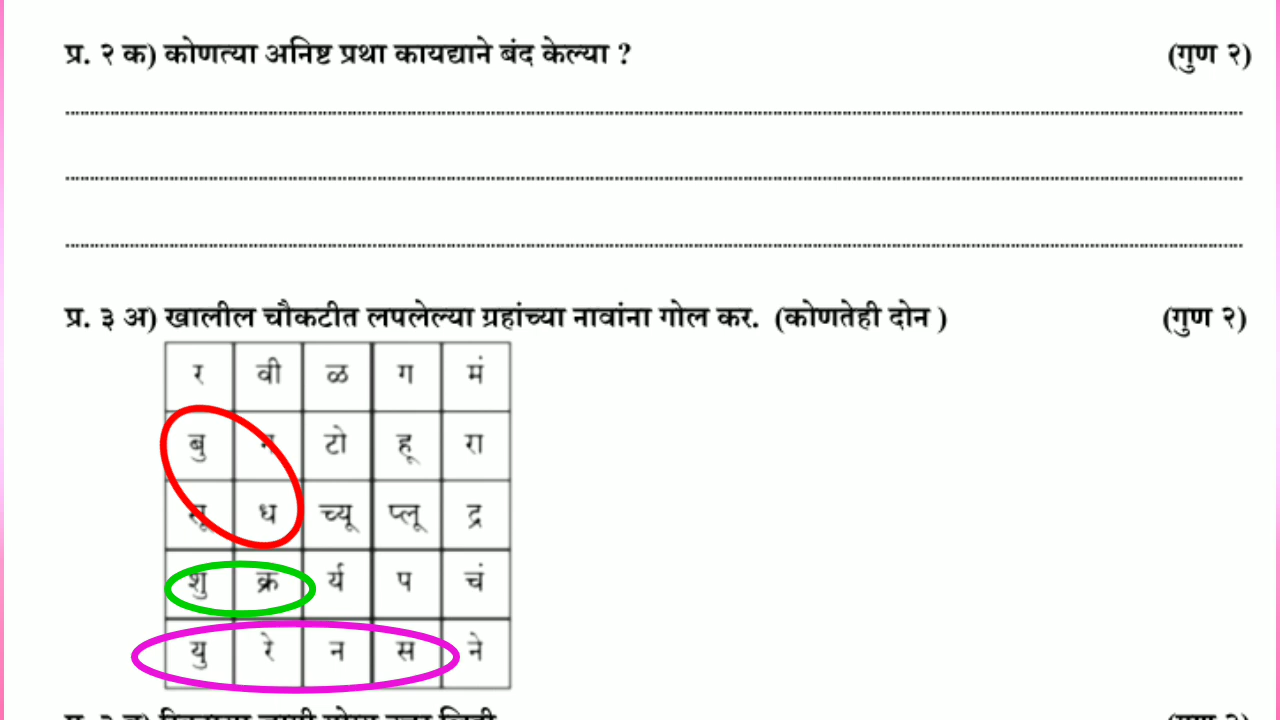 प्र. २ क) कोणत्या अनिष्ट प्रथा कायद्याने बंद केल्या ? (गुण २)
प्र. ३ अ) खालील चौकटीत लपलेल्या ग्रहांच्या नावांना गोल कर. (कोणतेही दोन ) (गुण २)
र वी ळ ग मं
बु टो हू रा
सू ध च्यू प्लू द्र
शु क्र र्य प चं
यु रे न स ने